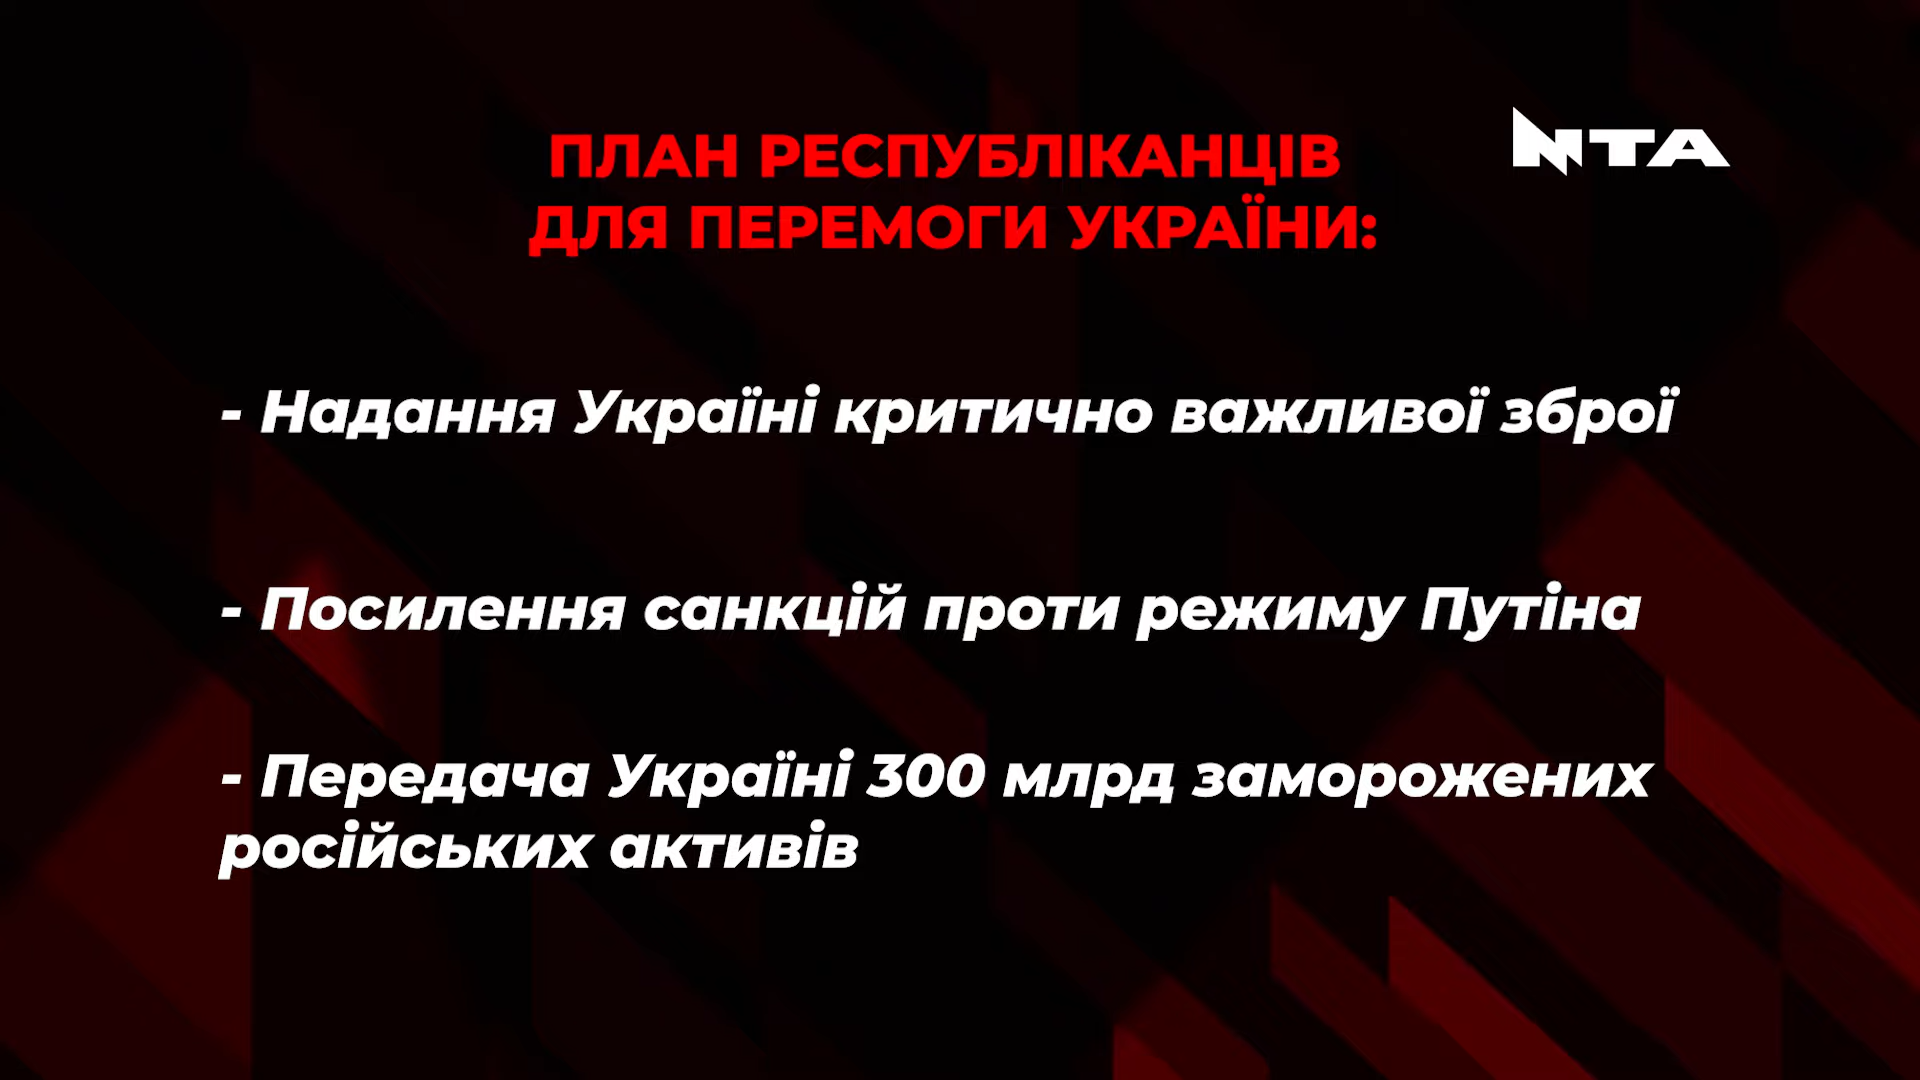 ПЛАН РЕСПУБЛІКАНЦІВ
NTA
ДЛЯ ПЕРЕМОГИ УКРАЇНИ:
- Надання Україні критично важливої зброї
- Посилення санкцій проти режиму Путіна
- Передача Україні 300 млрд заморожених
російських активів